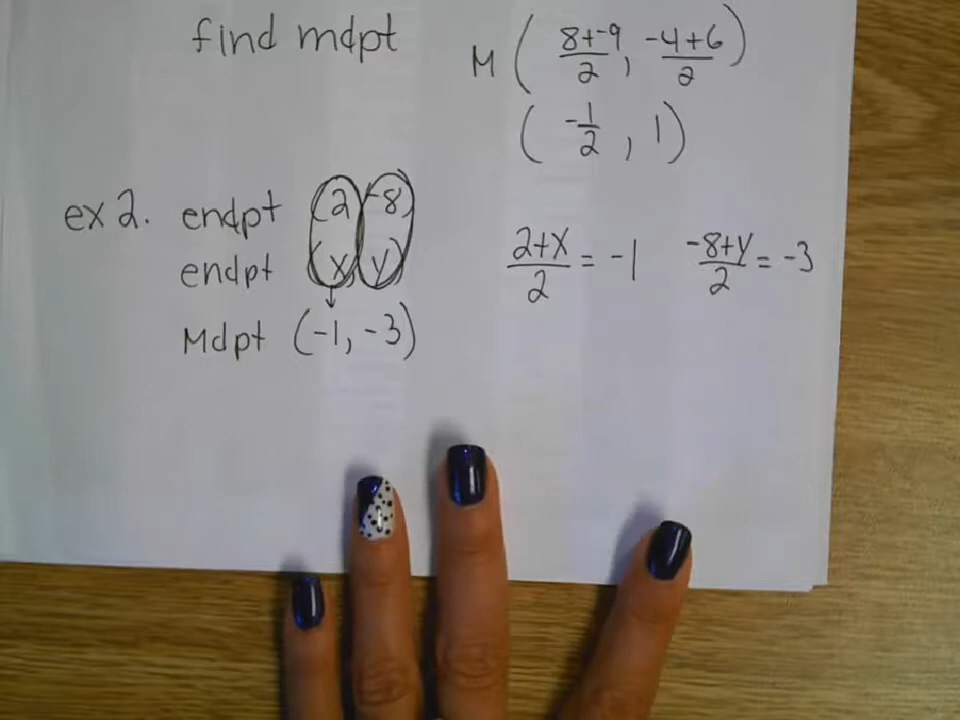 find mdpt
M ( 8+-9/2 , -4+6/2 )
( -1/2 , 1 )
ex 2. endpt (2, -8)
endpt (x, y)
Mdpt (-1, -3)
2+x/2 = -1
-8+y/2 = -3